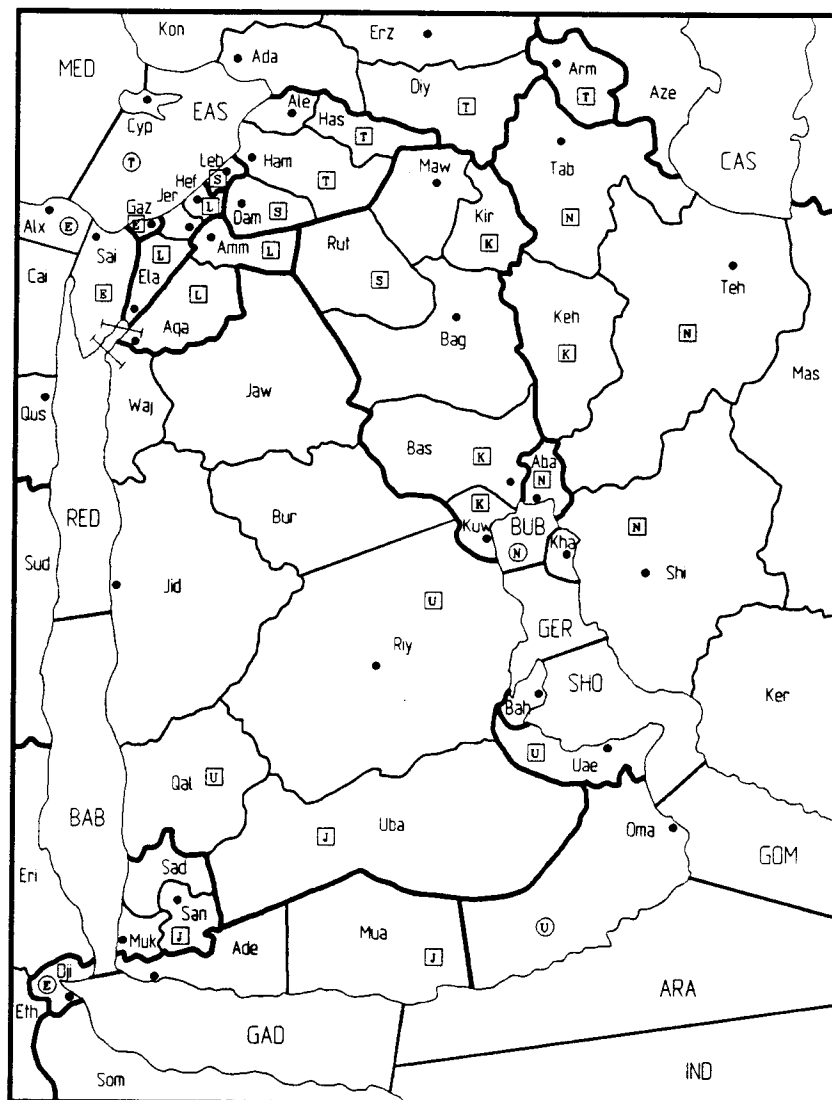 Kon
Erz
Ada
MED
Arm
Diy
Aze
T
T
Ale
Cyp
EAS
Has
T
CAS
T
Leb
Ham
Tab
S
Maw
Hef
T
Jer
L
Kir
Gaz
Dam
S
N
E
Alx
E
K
Sai
Amm
L
Rut
Cai
L
Ela
S
Teh
E
L
Keh
Aqa
Bag
N
K
Mas
Qus
Waj
Jaw
Bas
K
Aba
N
K
RED
Bur
Kuw
BUB
N
N
Kha
Sud
Jid
Shi
U
GER
Riy
SHO
Ker
Bah
U
Uae
Qat
U
BAB
Uba
Oma
J
GOM
Sad
Eri
San
Muk
J
Ade
Mua
J
U
Dji
E
Eth
ARA
GAD
Som
IND